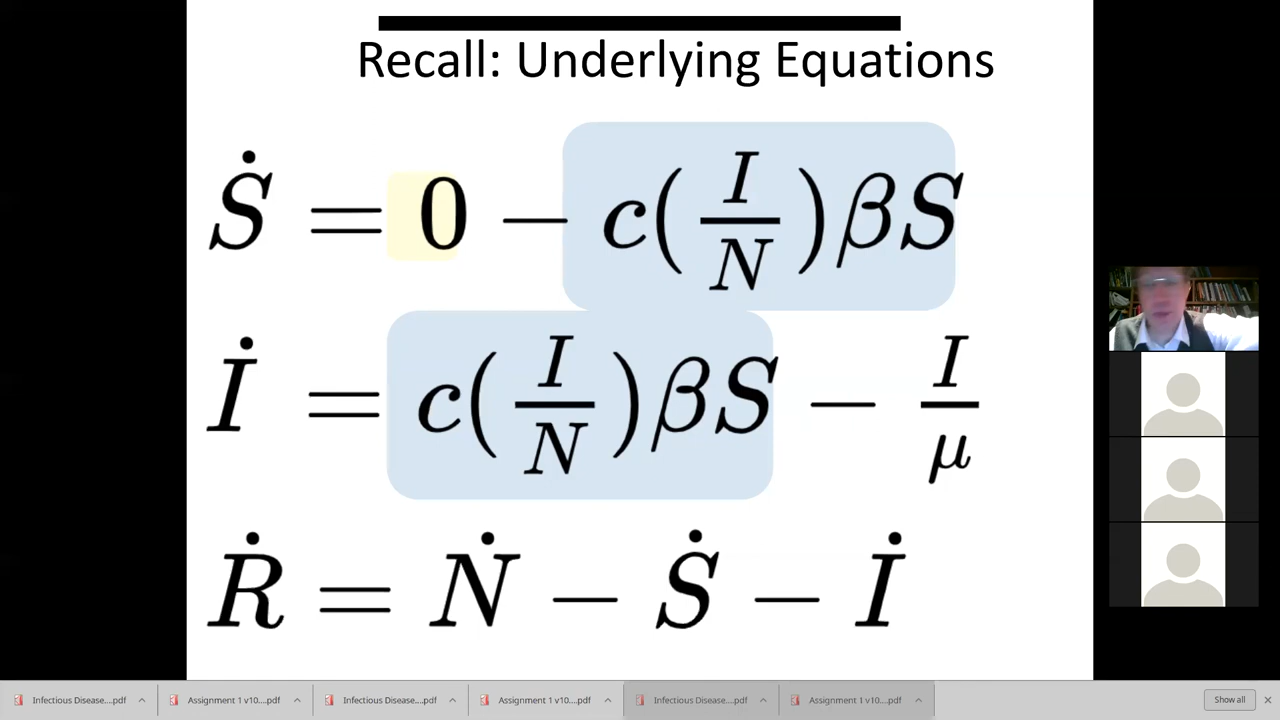 Recall: Underlying Equations
Ṡ = 0 − c(I/N)βS
İ = c(I/N)βS − I/μ
Ṙ = Ṅ − Ṡ − İ
Infectious Disease....pdf
Assignment 1 v10....pdf
Infectious Disease....pdf
Assignment 1 v10....pdf
Infectious Disease....pdf
Assignment 1 v10....pdf
Show all